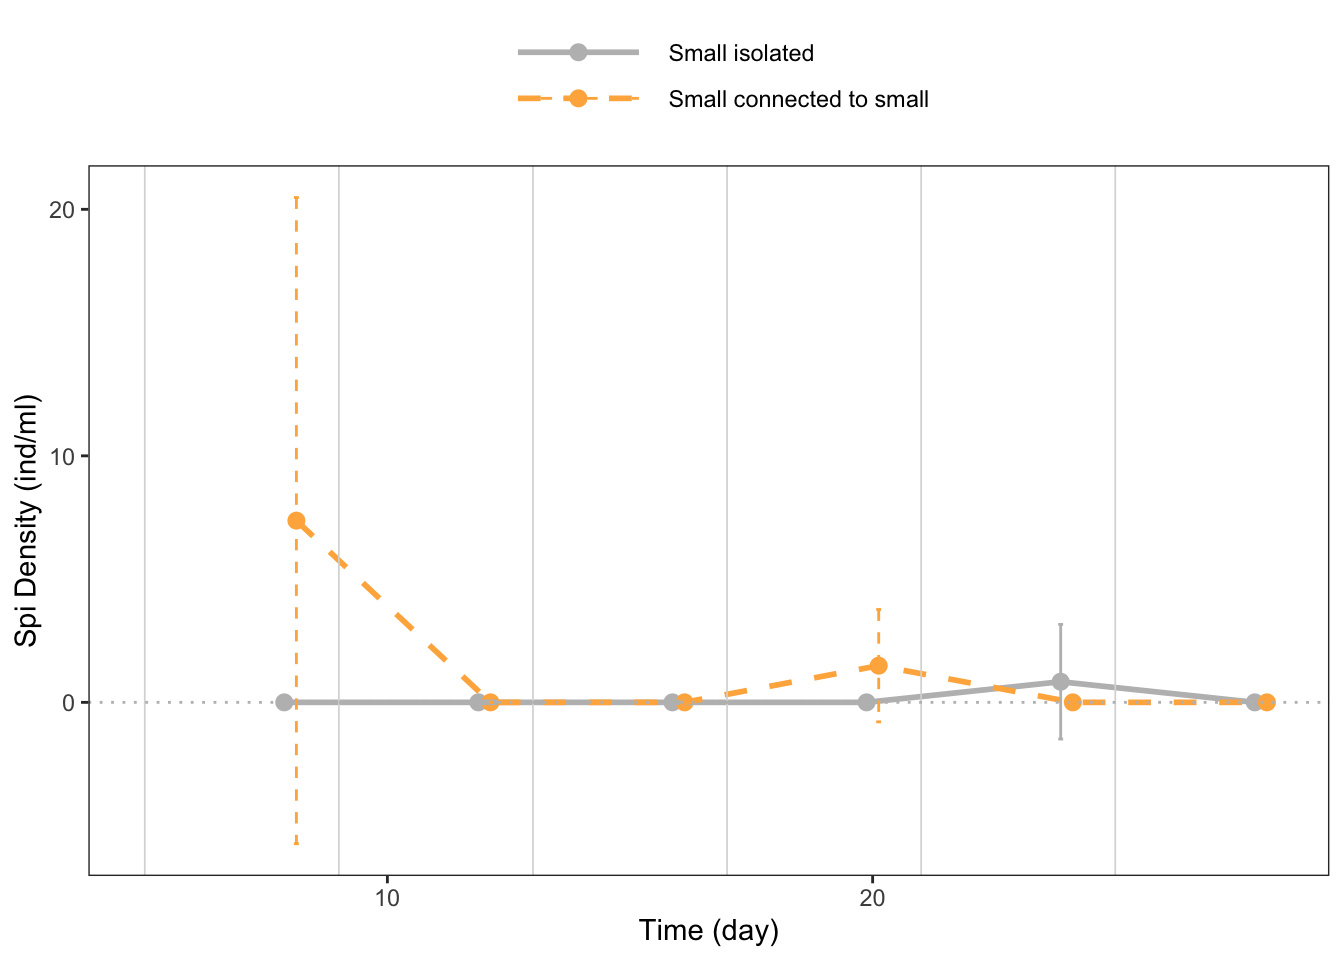 Small isolated
Small connected to small
20
10
0
Spi Density (ind/ml)
10
20
Time (day)